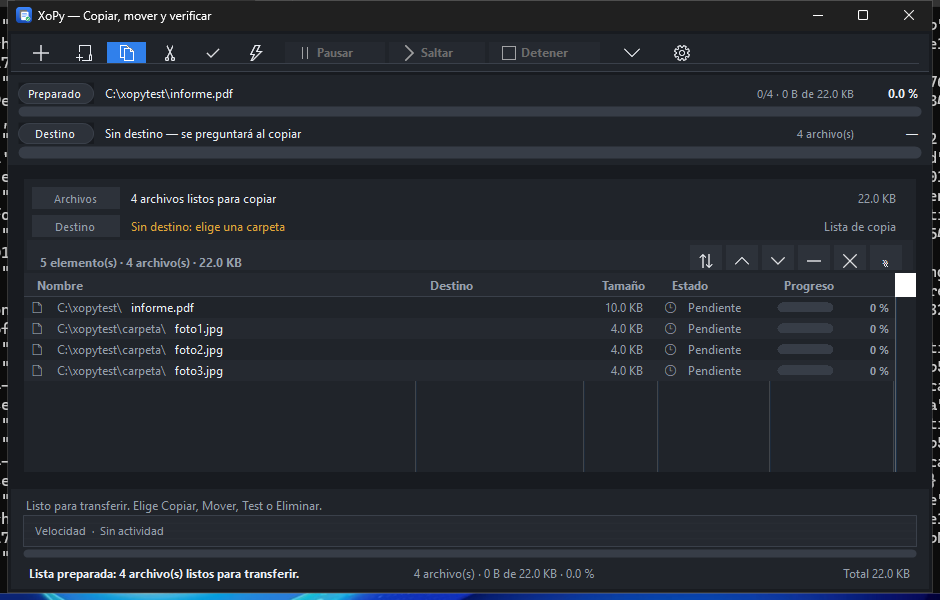 XoPy — Copiar, mover y verificar
Pausar Saltar Detener
Preparado C:\xopytest\informe.pdf 0/4 · 0 B de 22.0 KB 0.0 %
Destino Sin destino — se preguntará al copiar 4 archivo(s) —
Archivos 4 archivos listos para copiar 22.0 KB
Destino Sin destino: elige una carpeta Lista de copia
5 elemento(s) · 4 archivo(s) · 22.0 KB
Nombre Destino Tamaño Estado Progreso
C:\xopytest\ informe.pdf 10.0 KB Pendiente 0 %
C:\xopytest\carpeta\ foto1.jpg 4.0 KB Pendiente 0 %
C:\xopytest\carpeta\ foto2.jpg 4.0 KB Pendiente 0 %
C:\xopytest\carpeta\ foto3.jpg 4.0 KB Pendiente 0 %
Listo para transferir. Elige Copiar, Mover, Test o Eliminar.
Velocidad · Sin actividad
Lista preparada: 4 archivo(s) listos para transferir. 4 archivo(s) · 0 B de 22.0 KB · 0.0 % Total 22.0 KB